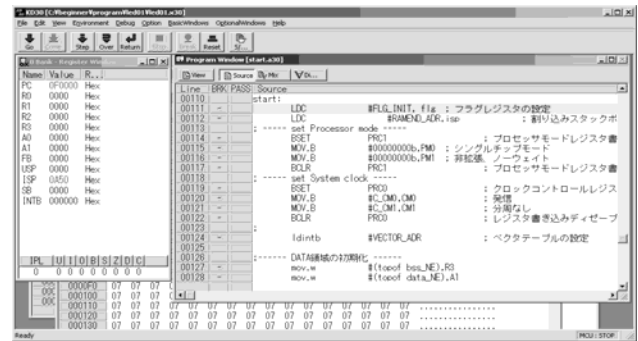 KD30 [C:¥beginner¥program¥led01¥led01.x30]
File Edit View Environment Debug Option BasicWindows OptionalWindows Help
Go Come Step Over Return Stop Break Reset S/...
0 Bank : Register Window
Name Value R...
PC 0F0000 Hex
R0 0000 Hex
R1 0000 Hex
R2 0000 Hex
R3 0000 Hex
A0 0000 Hex
A1 0000 Hex
FB 0000 Hex
USP 0000 Hex
ISP 0A50 Hex
SB 0000 Hex
INTB 000000 Hex
IPL U I O B S Z D C
0 0 0 0 0 0 0 0 0
Program Window [start.a30]
View Source Mix Di...
Line BRK PASS Source
00110 start:
00111 - LDC #FLG_INIT, flg ; フラグレジスタの設定
00112 - LDC #RAMEND_ADR,isp ; 割り込みスタックポ
00113 ; ----- set Processor mode -----
00114 - BSET PRC1 ; プロセッサモードレジスタ書
00115 - MOV.B #00000000b,PM0 ; シングルチップモード
00116 - MOV.B #00000000b,PM1 ; 非拡張, ノーウェイト
00117 - BCLR PRC1 ; プロセッサモードレジスタ書
00118 ; ----- set System clock -----
00119 - BSET PRC0 ; クロックコントロールレジス
00120 - MOV.B #C_CM0,CM0 ; 発信
00121 - MOV.B #C_CM1,CM1 ; 分周なし
00122 - BCLR PRC0 ; レジスタ書き込みディゼーブ
00123 ;
00124 - ldintb #VECTOR_ADR ; ベクタテーブルの設定
00125
00126 ;------ DATA領域の初期化 ------
00127 - mov.w #(topof bss_NE),R3
00128 - mov.w #(topof data_NE),A1
0000F0 07 07 07
000100 07 07 07
000110 07 07 07 07 07 07 07 07 07 07 07 07 07 07 07 07 ................
000120 07 07 07 07 07 07 07 07 07 07 07 07 07 07 07 07 ................
000130 07 07 07 07 07 07 07 07 07 07 07 07 07 07 07 07 ................
Ready MCU : STOP